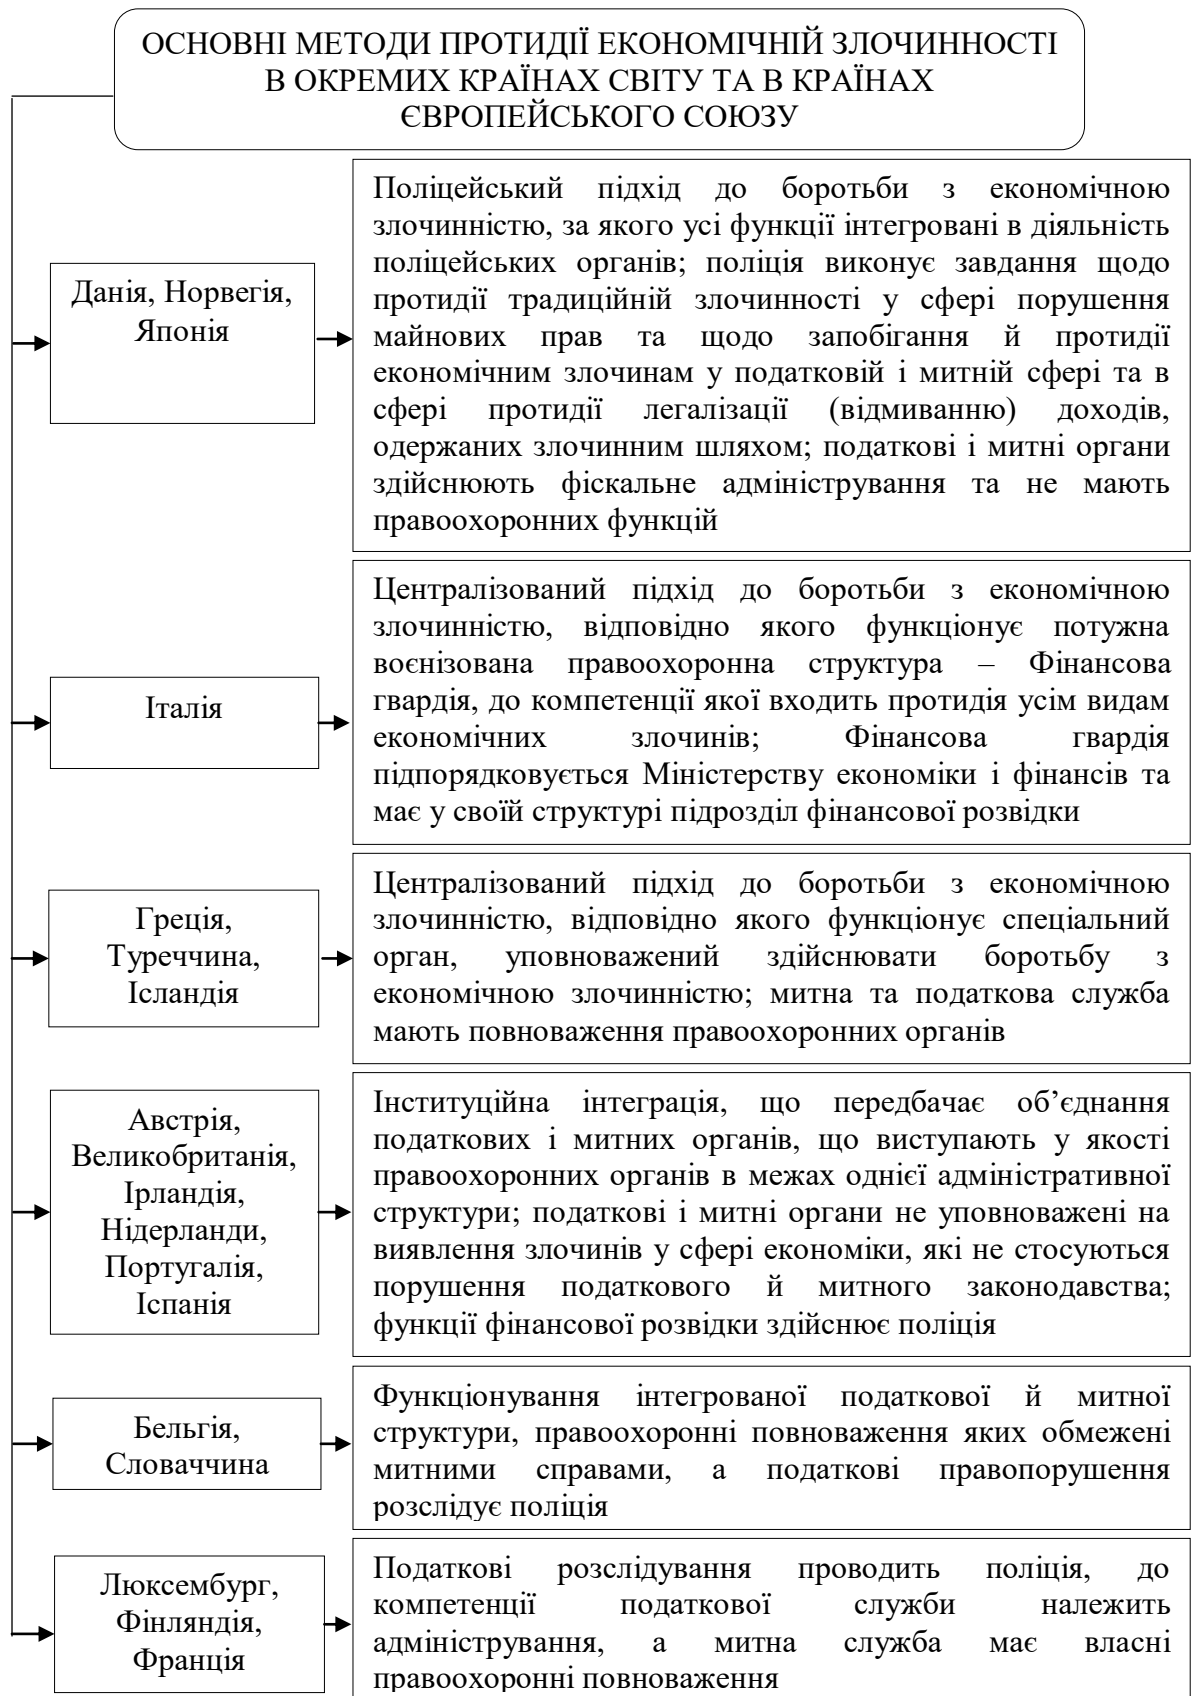 ОСНОВНІ МЕТОДИ ПРОТИДІЇ ЕКОНОМІЧНІЙ ЗЛОЧИННОСТІ
В ОКРЕМИХ КРАЇНАХ СВІТУ ТА В КРАЇНАХ
ЄВРОПЕЙСЬКОГО СОЮЗУ
Данія, Норвегія,
Японія
Поліцейський підхід до боротьби з економічною
злочинністю, за якого усі функції інтегровані в діяльність
поліцейських органів; поліція виконує завдання щодо
протидії традиційній злочинності у сфері порушення
майнових прав та щодо запобігання й протидії
економічним злочинам у податковій і митній сфері та в
сфері протидії легалізації (відмиванню) доходів,
одержаних злочинним шляхом; податкові і митні органи
здійснюють фіскальне адміністрування та не мають
правоохоронних функцій
Італія
Централізований підхід до боротьби з економічною
злочинністю, відповідно якого функціонує потужна
воєнізована правоохоронна структура – Фінансова
гвардія, до компетенції якої входить протидія усім видам
економічних злочинів; Фінансова гвардія
підпорядковується Міністерству економіки і фінансів та
має у своїй структурі підрозділ фінансової розвідки
Греція,
Туреччина,
Ісландія
Централізований підхід до боротьби з економічною
злочинністю, відповідно якого функціонує спеціальний
орган, уповноважений здійснювати боротьбу з
економічною злочинністю; митна та податкова служба
мають повноваження правоохоронних органів
Австрія,
Великобританія,
Ірландія,
Нідерланди,
Португалія,
Іспанія
Інституційна інтеграція, що передбачає об’єднання
податкових і митних органів, що виступають у якості
правоохоронних органів в межах однієї адміністративної
структури; податкові і митні органи не уповноважені на
виявлення злочинів у сфері економіки, які не стосуються
порушення податкового й митного законодавства;
функції фінансової розвідки здійснює поліція
Бельгія,
Словаччина
Функціонування інтегрованої податкової й митної
структури, правоохоронні повноваження яких обмежені
митними справами, а податкові правопорушення
розслідує поліція
Люксембург,
Фінляндія,
Франція
Податкові розслідування проводить поліція, до
компетенції податкової служби належить
адміністрування, а митна служба має власні
правоохоронні повноваження